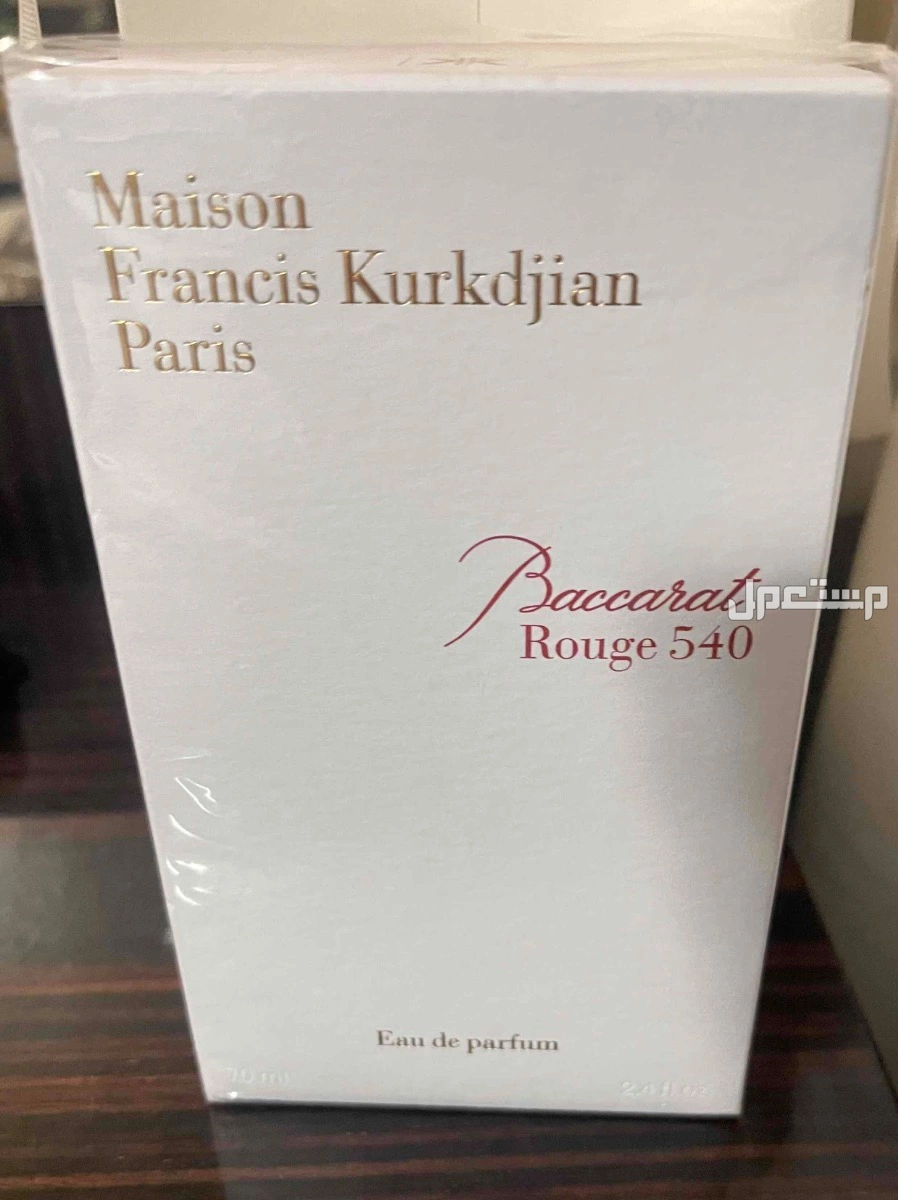 Maison
Francis Kurkdjian
Paris
Baccarat
مستعمل
Rouge 540
Eau de parfum
70 ml
2.4 fl.oz